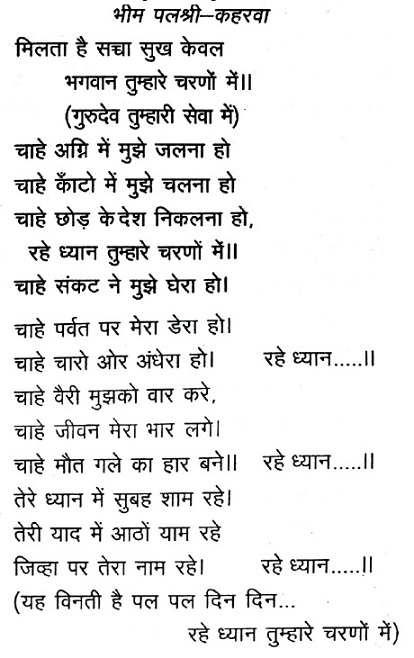 भीम पलश्री–कहरवा
मिलता है सच्चा सुख केवल
भगवान तुम्हारे चरणों में॥
(गुरुदेव तुम्हारी सेवा में)
चाहे अग्नि में मुझे जलना हो
चाहे काँटो में मुझे चलना हो
चाहे छोड़ के देश निकलना हो,
रहे ध्यान तुम्हारे चरणों में॥
चाहे संकट ने मुझे घेरा हो।
चाहे पर्वत पर मेरा डेरा हो।
चाहे चारो ओर अंधेरा हो। रहे ध्यान.....॥
चाहे वैरी मुझको वार करे,
चाहे जीवन मेरा भार लगे।
चाहे मौत गले का हार बने॥ रहे ध्यान.....॥
तेरे ध्यान में सुबह शाम रहे।
तेरी याद में आठों याम रहे
जिव्हा पर तेरा नाम रहे। रहे ध्यान.....॥
(यह विनती है पल पल दिन दिन...
रहे ध्यान तुम्हारे चरणों में)